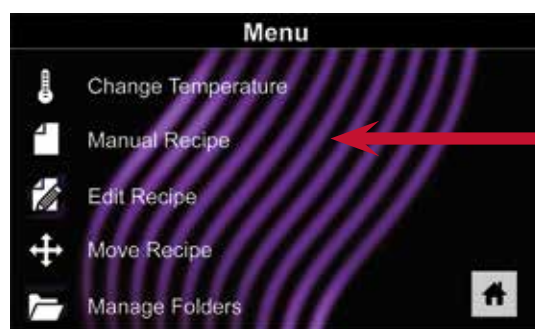 Menu
Change Temperature
Manual Recipe
Edit Recipe
Move Recipe
Manage Folders